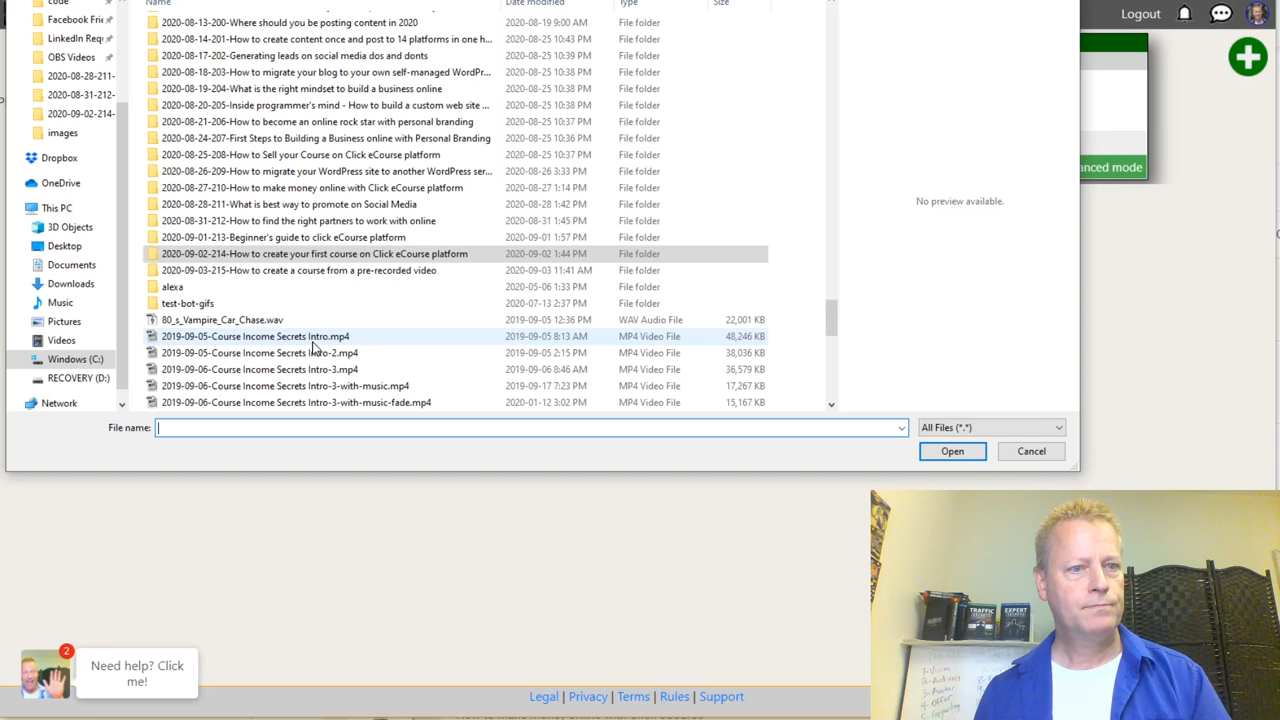 code
Facebook Frie
LinkedIn Requ
OBS Videos
2020-08-28-211-
2020-08-31-212-
2020-09-02-214-
images
Dropbox
OneDrive
This PC
3D Objects
Desktop
Documents
Downloads
Music
Pictures
Videos
Windows (C:)
RECOVERY (D:)
Network
Name Date modified Type Size
2020-08-13-200-Where should you be posting content in 2020 2020-08-19 9:00 AM File folder
2020-08-14-201-How to create content once and post to 14 platforms in one h... 2020-08-25 10:43 PM File folder
2020-08-17-202-Generating leads on social media dos and donts 2020-08-25 10:39 PM File folder
2020-08-18-203-How to migrate your blog to your own self-managed WordPr... 2020-08-25 10:38 PM File folder
2020-08-19-204-What is the right mindset to build a business online 2020-08-25 10:38 PM File folder
2020-08-20-205-Inside programmer's mind - How to build a custom web site ... 2020-08-25 10:38 PM File folder
2020-08-21-206-How to become an online rock star with personal branding 2020-08-25 10:37 PM File folder
2020-08-24-207-First Steps to Building a Business online with Personal Branding 2020-08-25 10:36 PM File folder
2020-08-25-208-How to Sell your Course on Click eCourse platform 2020-08-25 10:37 PM File folder
2020-08-26-209-How to migrate your WordPress site to another WordPress ser... 2020-08-26 3:33 PM File folder
2020-08-27-210-How to make money online with Click eCourse platform 2020-08-27 1:14 PM File folder
2020-08-28-211-What is best way to promote on Social Media 2020-08-28 1:42 PM File folder
2020-08-31-212-How to find the right partners to work with online 2020-08-31 1:45 PM File folder
2020-09-01-213-Beginner's guide to click eCourse platform 2020-09-01 1:57 PM File folder
2020-09-02-214-How to create your first course on Click eCourse platform 2020-09-02 1:44 PM File folder
2020-09-03-215-How to create a course from a pre-recorded video 2020-09-03 11:41 AM File folder
alexa 2020-05-06 1:33 PM File folder
test-bot-gifs 2020-07-13 2:37 PM File folder
80_s_Vampire_Car_Chase.wav 2019-09-05 12:36 PM WAV Audio File 22,001 KB
2019-09-05-Course Income Secrets Intro.mp4 2019-09-05 8:13 AM MP4 Video File 48,246 KB
2019-09-05-Course Income Secrets Intro-2.mp4 2019-09-05 2:15 PM MP4 Video File 38,036 KB
2019-09-06-Course Income Secrets Intro-3.mp4 2019-09-06 8:46 AM MP4 Video File 36,579 KB
2019-09-06-Course Income Secrets Intro-3-with-music.mp4 2019-09-17 7:23 PM MP4 Video File 17,267 KB
2019-09-06-Course Income Secrets Intro-3-with-music-fade.mp4 2020-01-12 3:02 PM MP4 Video File 15,167 KB
No preview available.
File name: All Files (*.*)
Open Cancel
Logout
anced mode
2
Need help? Click
me!
Legal | Privacy | Terms | Rules | Support
TRAFFIC
SECRETS
EXPERT
SECRETS
1-Vision
4-Offer